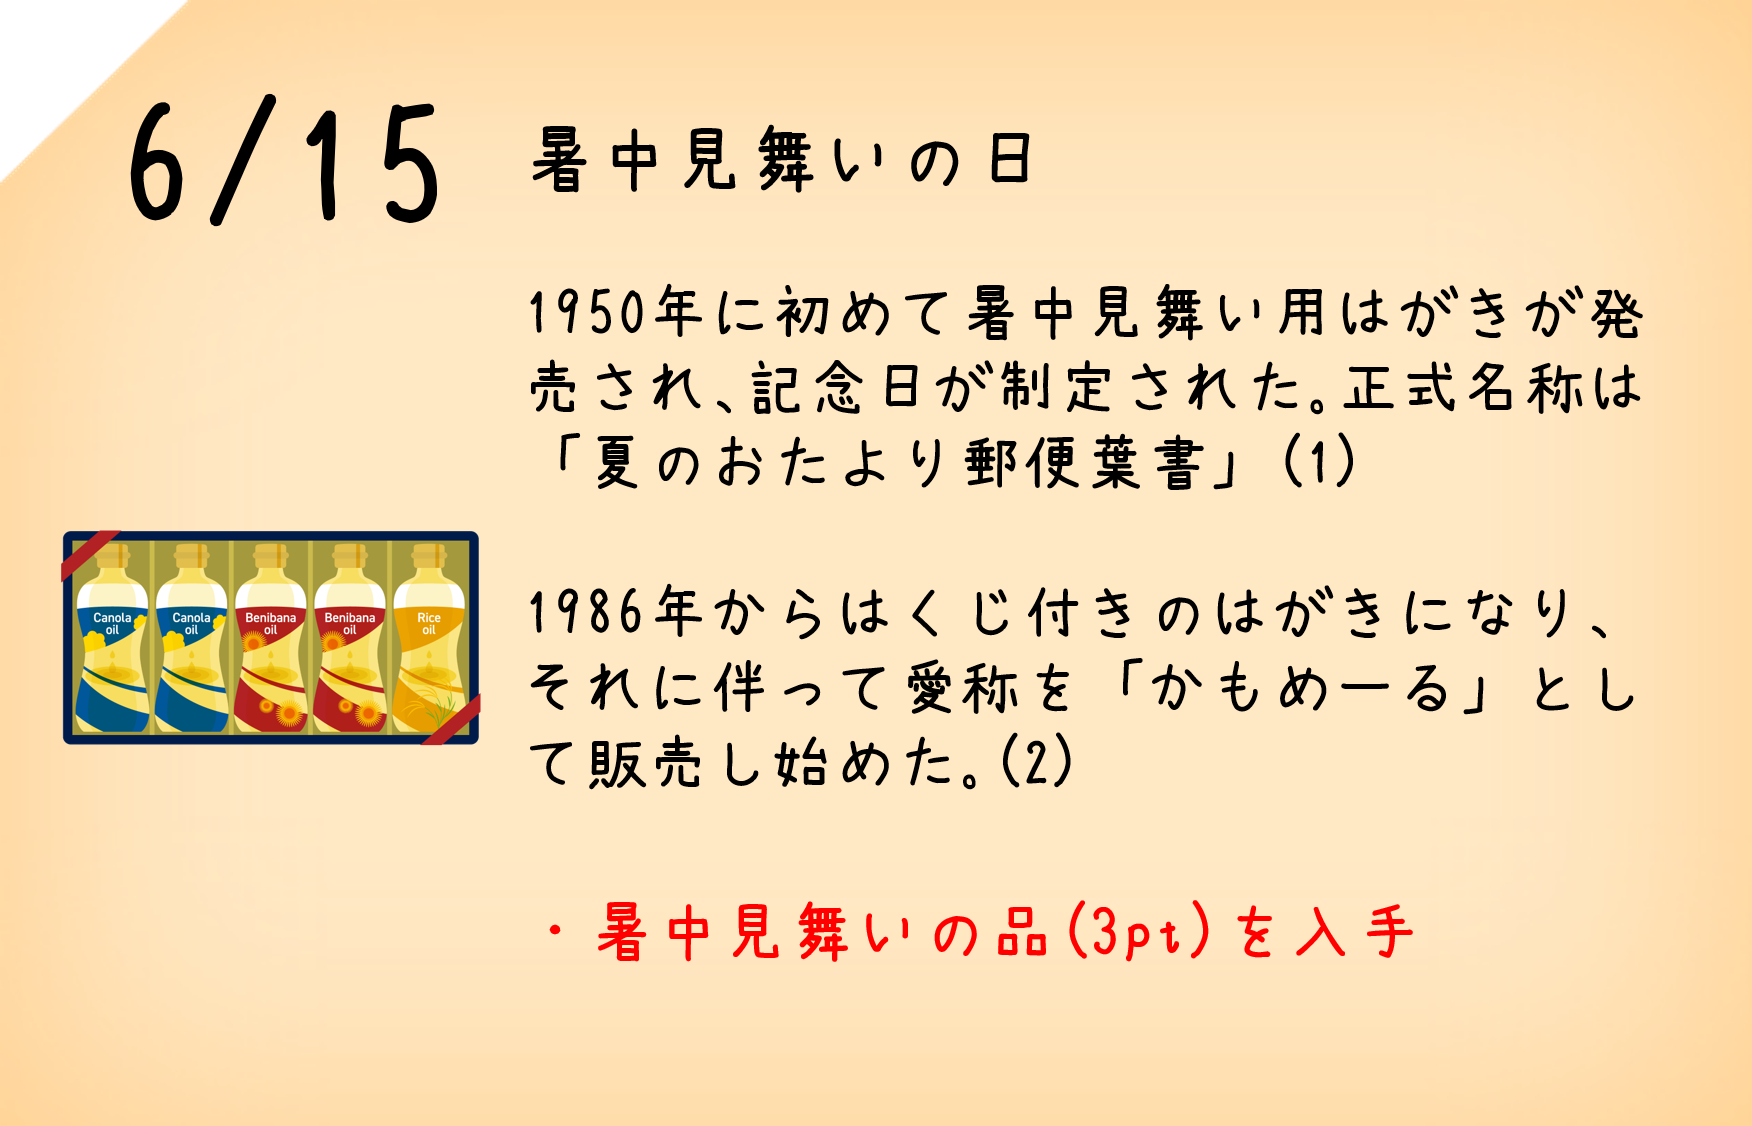 6/15
暑中見舞いの日
1950年に初めて暑中見舞い用はがきが発
売され、記念日が制定された。正式名称は
「夏のおたより郵便葉書」(1)
Canola
oil
Canola
oil
Benibana
oil
Benibana
oil
Rice
oil
1986年からはくじ付きのはがきになり、
それに伴って愛称を「かもめーる」とし
て販売し始めた。(2)
・暑中見舞いの品(3pt)を入手